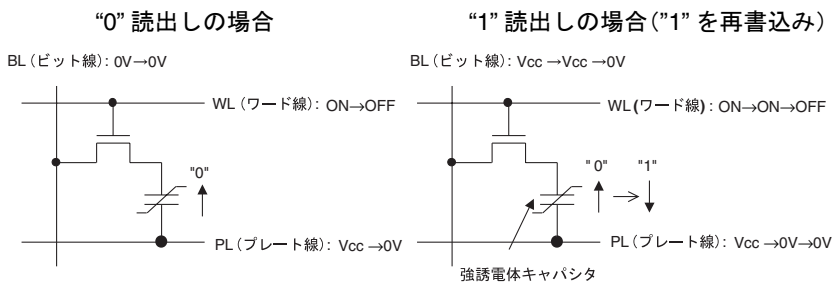 “0” 読出しの場合
BL（ビット線）: 0V→0V
WL（ワード線）: ON→OFF
"0"
PL（プレート線）: Vcc→0V
“1” 読出しの場合（"1" を再書込み）
BL（ビット線）: Vcc→Vcc→0V
WL（ワード線）: ON→ON→OFF
"0" "1"
PL（プレート線）: Vcc→0V→0V
強誘電体キャパシタ